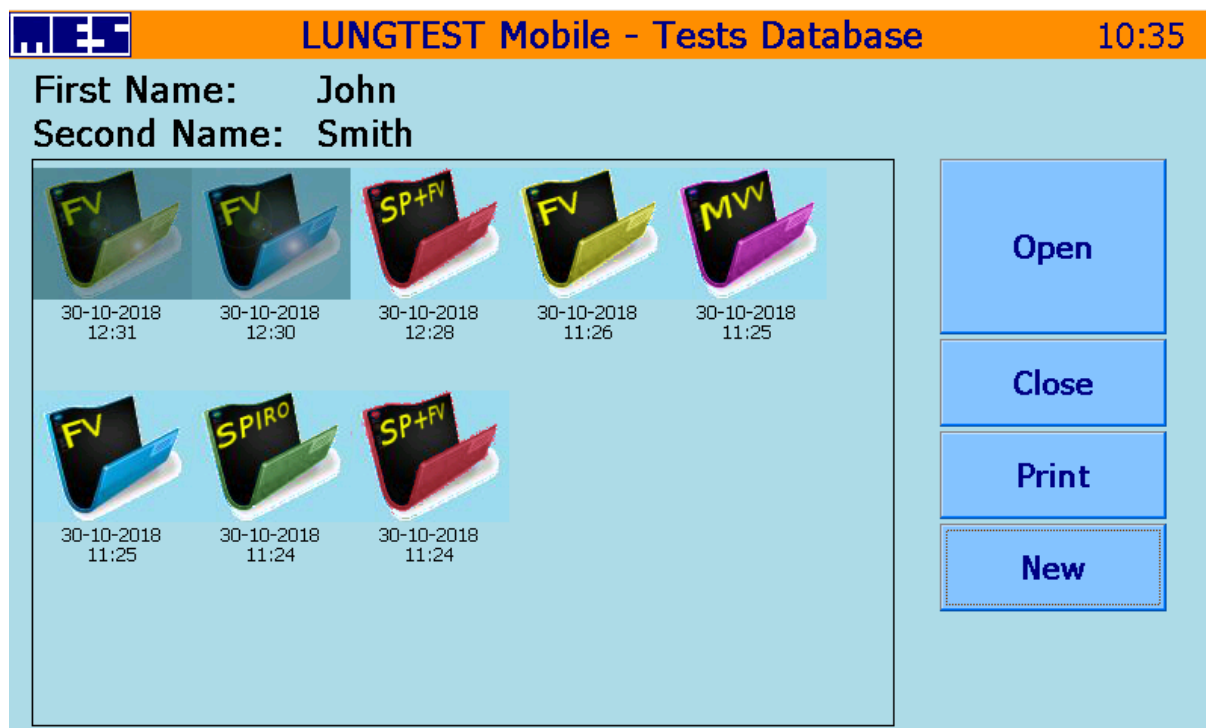 MES LUNGTEST Mobile - Tests Database 10:35
First Name: John
Second Name: Smith
FV FV SP+FV FV MVV
30-10-2018 30-10-2018 30-10-2018 30-10-2018 30-10-2018
12:31 12:30 12:28 11:26 11:25
FV SPIRO SP+FV
30-10-2018 30-10-2018 30-10-2018
11:25 11:24 11:24
Open
Close
Print
New